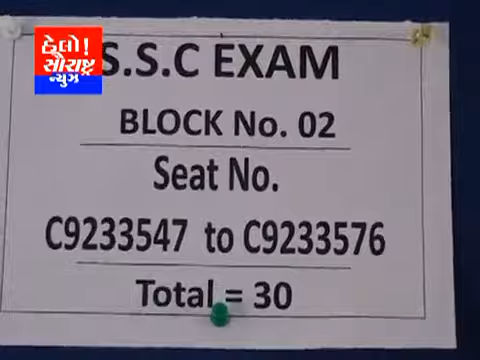 હેલો!
સૌરાષ્ટ્ર
ન્યુઝ
S.S.C EXAM
BLOCK No. 02
Seat No.
C9233547 to C9233576
Total = 30